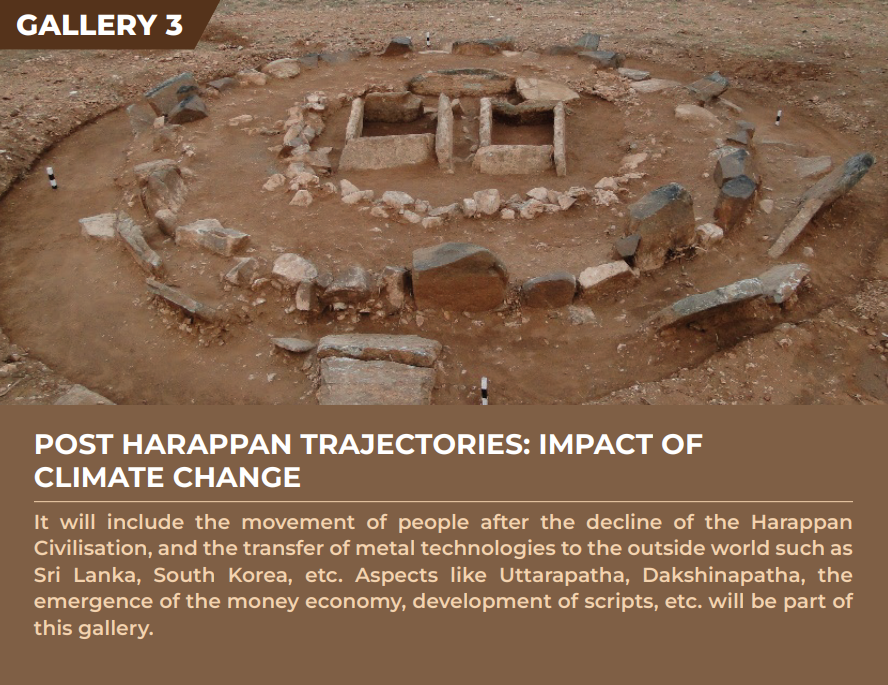 GALLERY 3
POST HARAPPAN TRAJECTORIES: IMPACT OF
CLIMATE CHANGE
It will include the movement of people after the decline of the Harappan
Civilisation, and the transfer of metal technologies to the outside world such as
Sri Lanka, South Korea, etc. Aspects like Uttarapatha, Dakshinapatha, the
emergence of the money economy, development of scripts, etc. will be part of
this gallery.